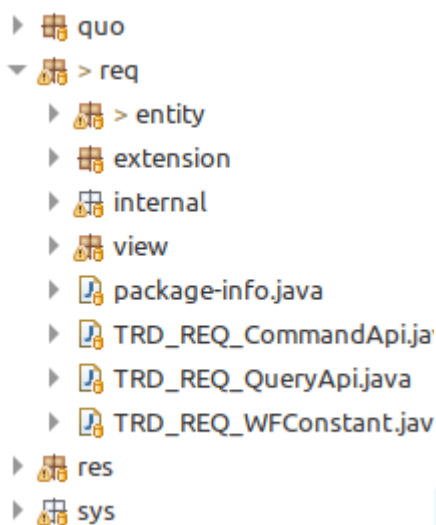 quo
> req
> entity
extension
internal
view
package-info.java
TRD_REQ_CommandApi.jav
TRD_REQ_QueryApi.java
TRD_REQ_WFConstant.jav
res
sys